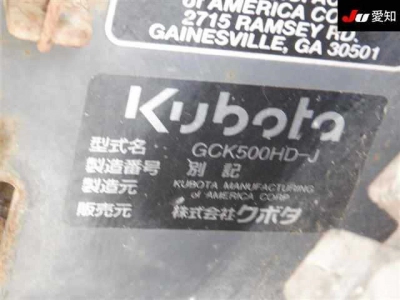 JU愛知
of AMERICA CO
2715 RAMSEY RD.
GAINESVILLE, GA 30501
Kubota
型式名 GCK500HD-J
製造番号 別記
製造元 KUBOTA MANUFACTURING
of AMERICA CORP.
販売元 株式会社クボタ